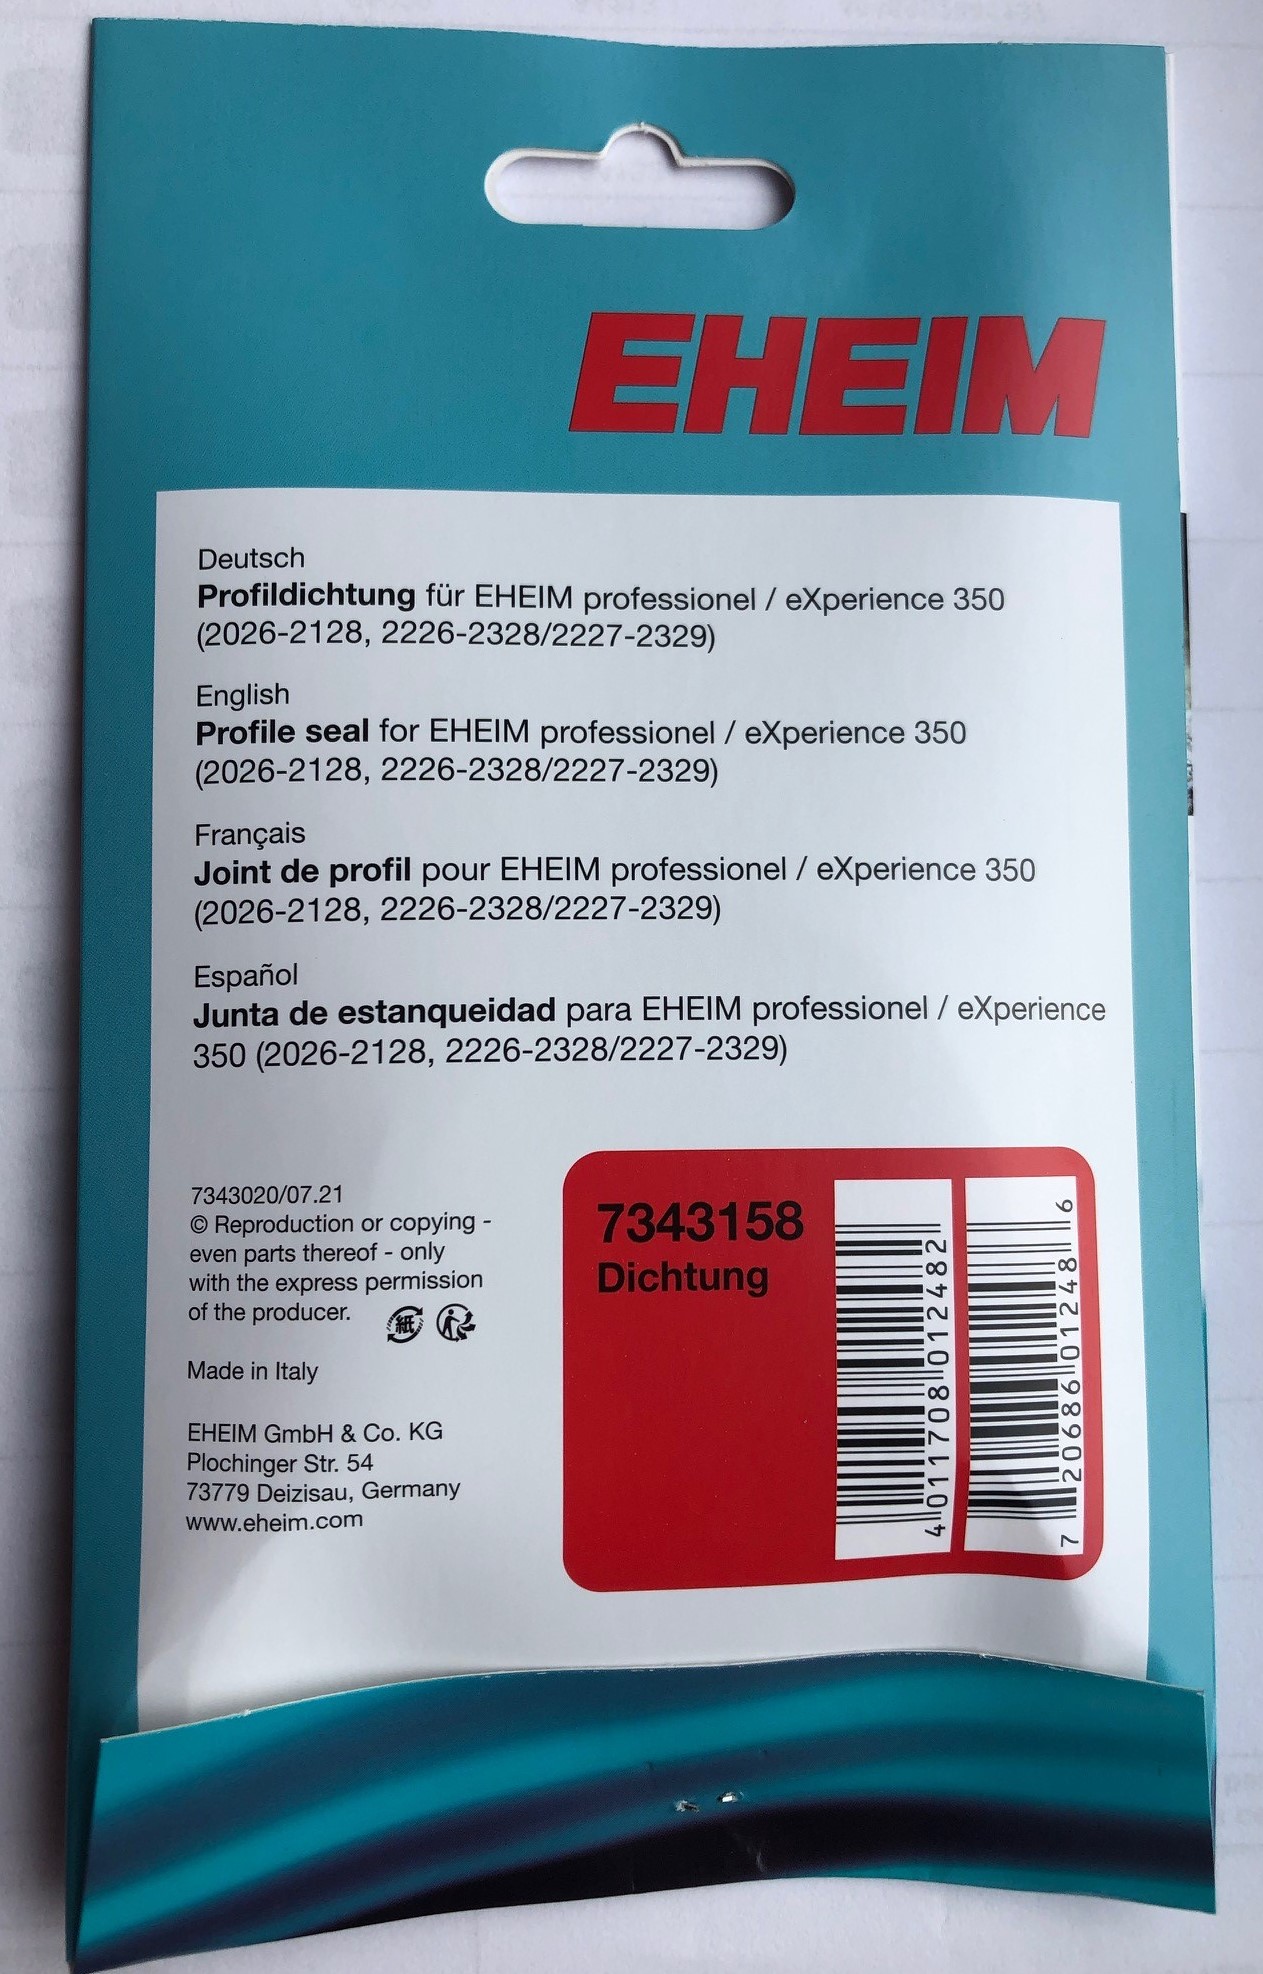 EHEIM
Deutsch
Profildichtung für EHEIM professionel / eXperience 350
(2026-2128, 2226-2328/2227-2329)
English
Profile seal for EHEIM professionel / eXperience 350
(2026-2128, 2226-2328/2227-2329)
Français
Joint de profil pour EHEIM professionel / eXperience 350
(2026-2128, 2226-2328/2227-2329)
Español
Junta de estanqueidad para EHEIM professionel / eXperience
350 (2026-2128, 2226-2328/2227-2329)
7343020/07.21
© Reproduction or copying -
even parts thereof - only
with the express permission
of the producer.
紙
Made in Italy
EHEIM GmbH & Co. KG
Plochinger Str. 54
73779 Deizisau, Germany
www.eheim.com
7343158
Dichtung
4 011708 012482
7 20686 01248 6